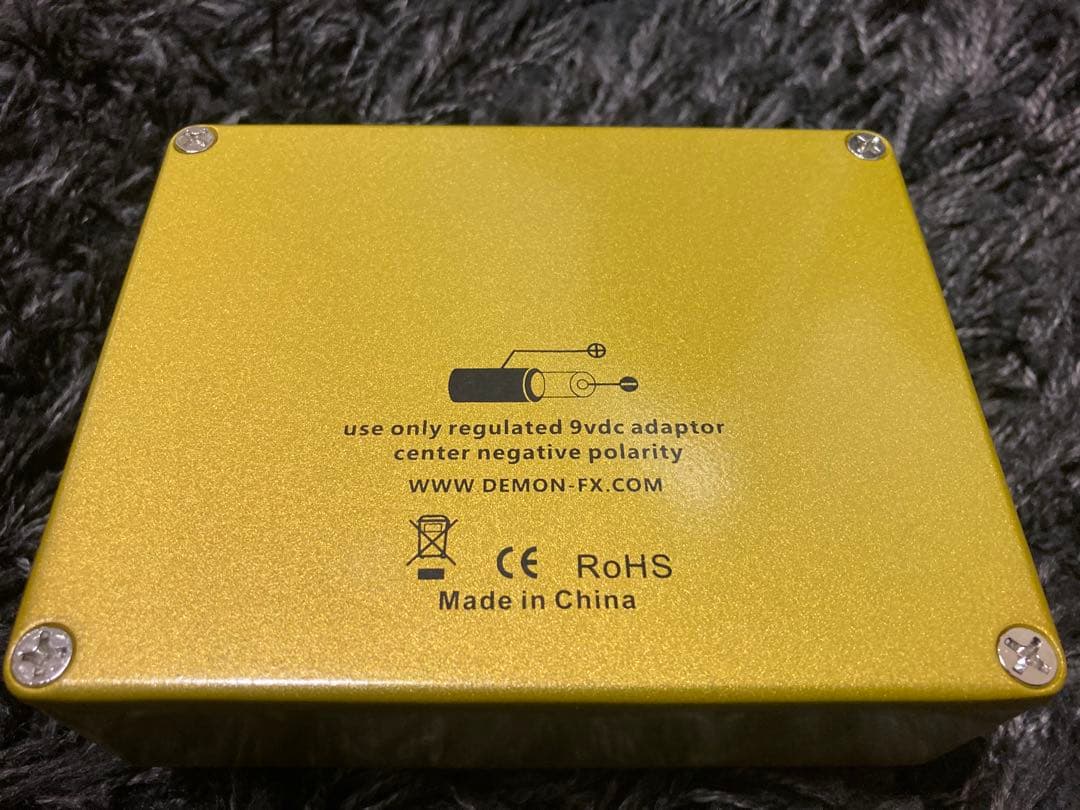 use only regulated 9vdc adaptor
center negative polarity
WWW DEMON-FX.COM
CE RoHS
Made in China